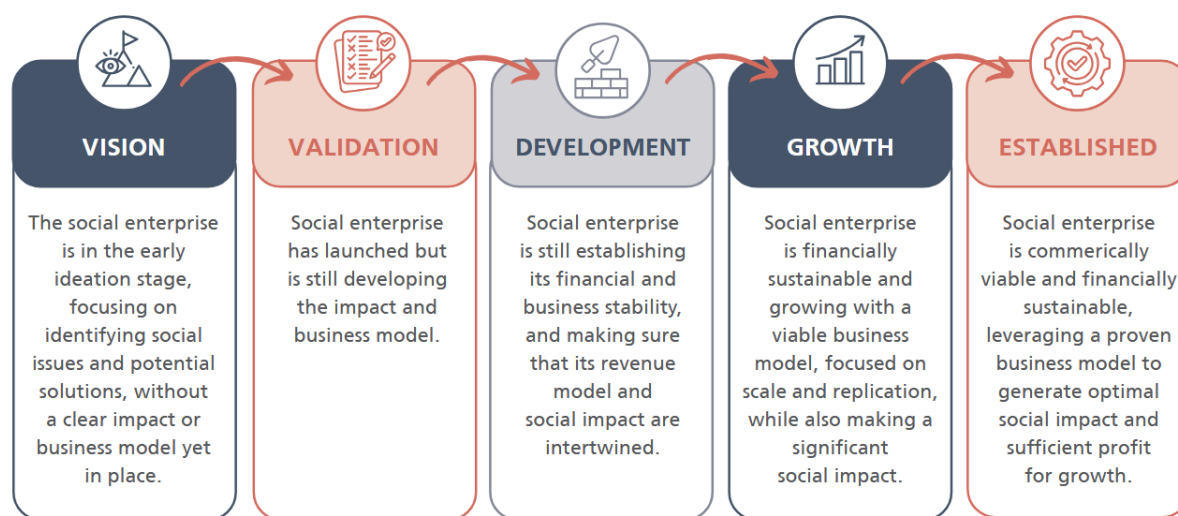 VISION
The social enterprise
is in the early
ideation stage,
focusing on
identifying social
issues and potential
solutions, without
a clear impact or
business model yet
in place.
VALIDATION
Social enterprise
has launched but
is still developing
the impact and
business model.
DEVELOPMENT
Social enterprise
is still establishing
its financial and
business stability,
and making sure
that its revenue
model and
social impact are
intertwined.
GROWTH
Social enterprise
is financially
sustainable and
growing with a
viable business
model, focused on
scale and replication,
while also making a
significant
social impact.
ESTABLISHED
Social enterprise
is commerically
viable and financially
sustainable,
leveraging a proven
business model to
generate optimal
social impact and
sufficient profit
for growth.